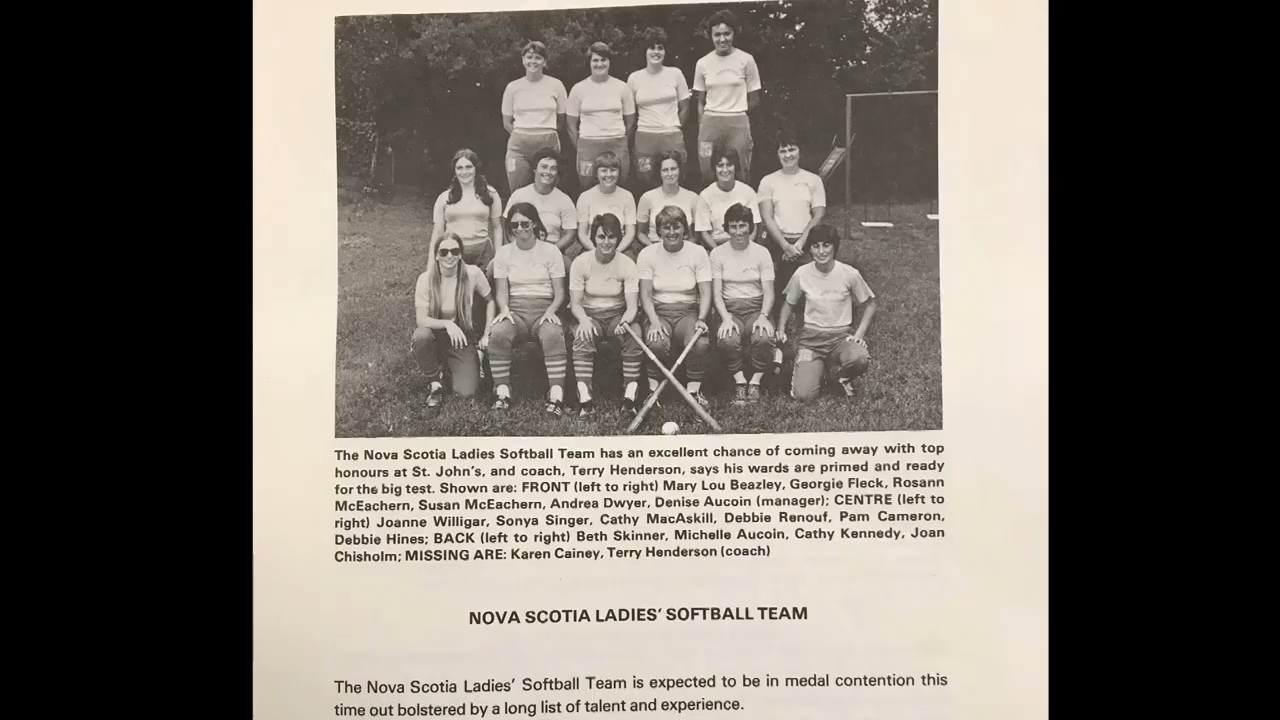 The Nova Scotia Ladies Softball Team has an excellent chance of coming away with top
honours at St. John's, and coach, Terry Henderson, says his wards are primed and ready
for the big test. Shown are: FRONT (left to right) Mary Lou Beazley, Georgie Fleck, Rosann
McEachern, Susan McEachern, Andrea Dwyer, Denise Aucoin (manager); CENTRE (left to
right) Joanne Willigar, Sonya Singer, Cathy MacAskill, Debbie Renouf, Pam Cameron,
Debbie Hines; BACK (left to right) Beth Skinner, Michelle Aucoin, Cathy Kennedy, Joan
Chisholm; MISSING ARE: Karen Cainey, Terry Henderson (coach)
NOVA SCOTIA LADIES' SOFTBALL TEAM
The Nova Scotia Ladies' Softball Team is expected to be in medal contention this
time out bolstered by a long list of talent and experience.